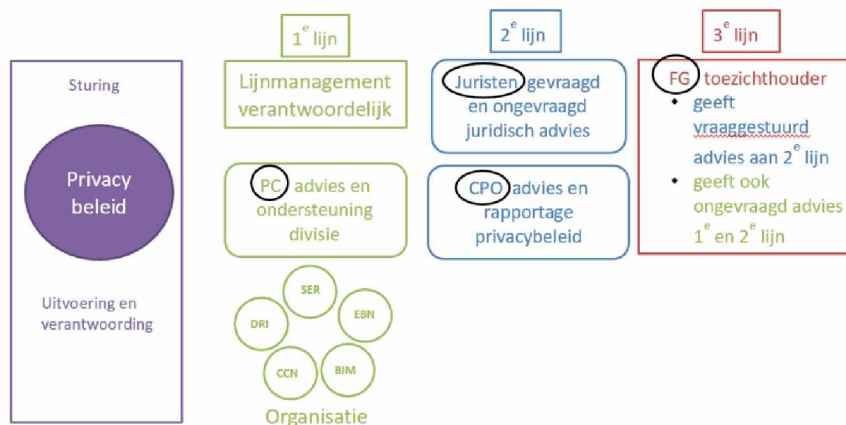 Sturing
Privacy
beleid
Uitvoering en
verantwoording
1e lijn
Lijnmanagement
verantwoordelijk
PC advies en
ondersteuning
divisie
SER
EBN
BIM
CCN
DRI
Organisatie
2e lijn
Juristen gevraagd
en ongevraagd
juridisch advies
CPO advies en
rapportage
privacybeleid
3e lijn
FG toezichthouder
• geeft
vraaggestuurd
advies aan 2e lijn
• geeft ook
ongevraagd advies
1e en 2e lijn